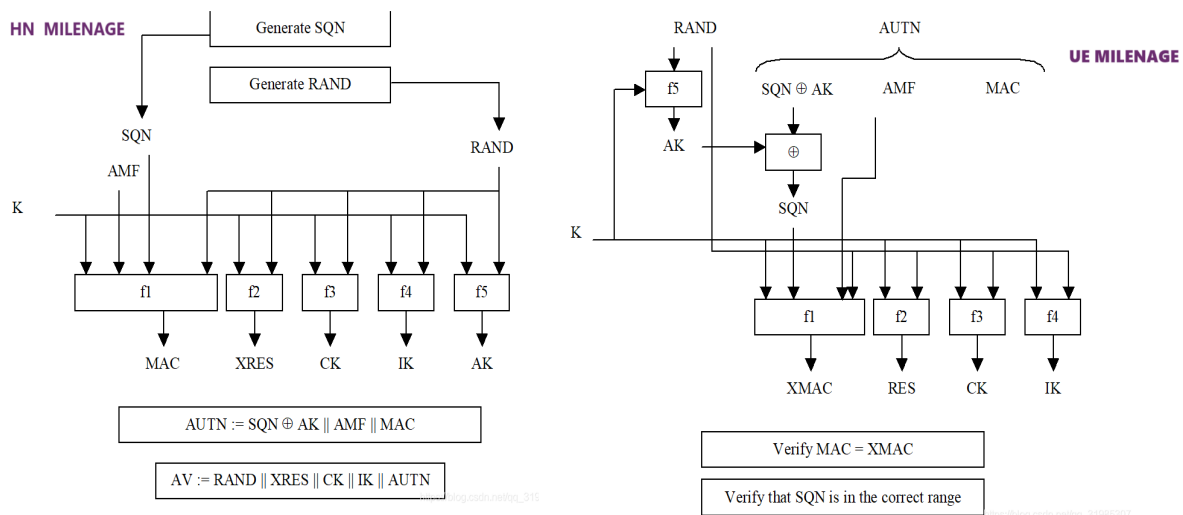 HN MILENAGE
Generate SQN
Generate RAND
SQN
RAND
AMF
K
f1
f2
f3
f4
f5
MAC
XRES
CK
IK
AK
AUTN := SQN ⊕ AK || AMF || MAC
AV := RAND || XRES || CK || IK || AUTN
UE MILENAGE
RAND
AUTN
f5
SQN ⊕ AK
AMF
MAC
AK
⊕
SQN
K
f1
f2
f3
f4
XMAC
RES
CK
IK
Verify MAC = XMAC
Verify that SQN is in the correct range